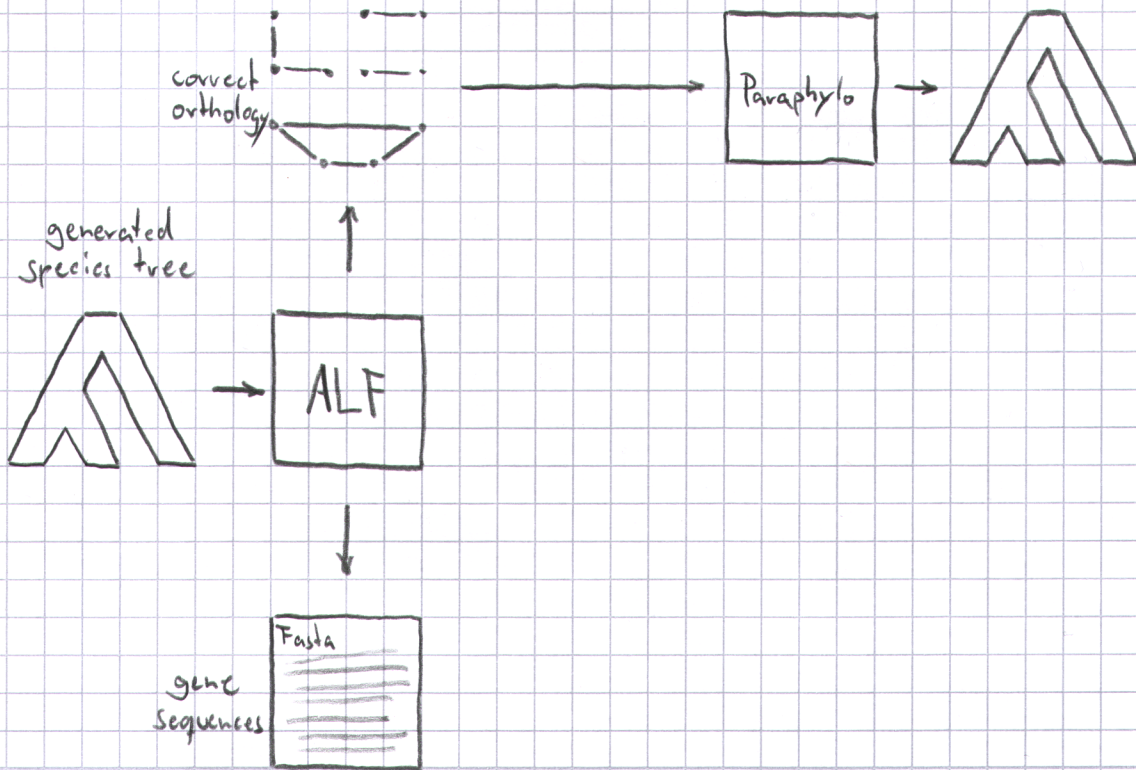 correct
orthology
Paraphylo
generated
species tree
ALF
Fasta
gene
sequences